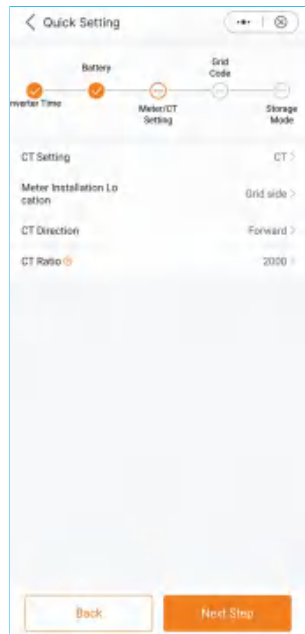 Quick Setting
Battery
Grid
Code
nverter Time
Meter/CT
Setting
Storage
Mode
CT Setting
CT
Meter Installation Lo
cation
Grid side
CT Direction
Forward
CT Ratio
2000
Back
Next Step